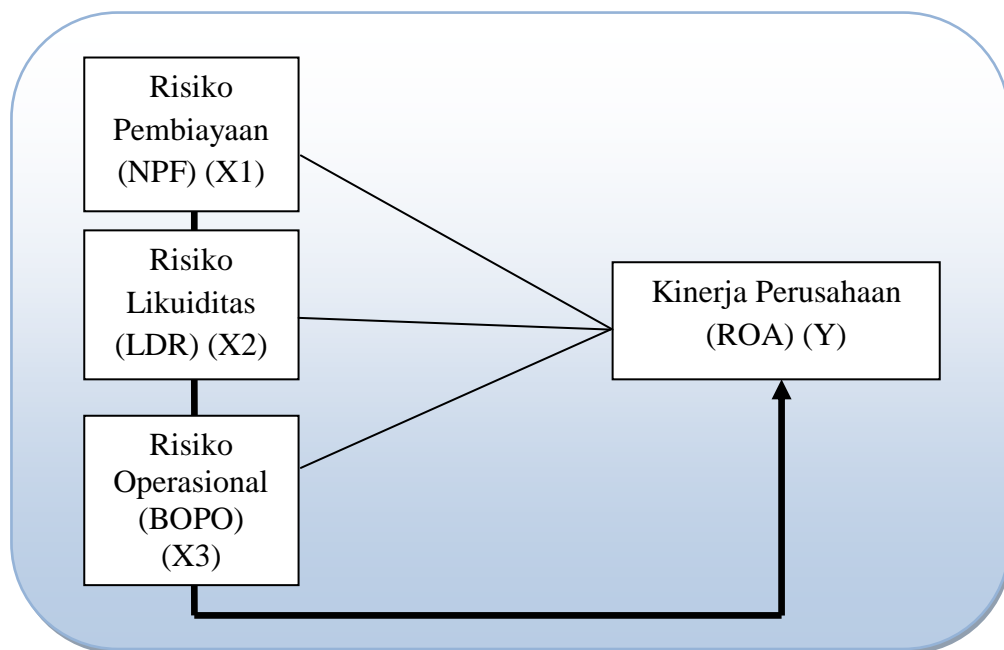 Risiko
Pembiayaan
(NPF) (X1)
Risiko
Likuiditas
(LDR) (X2)
Risiko
Operasional
(BOPO)
(X3)
Kinerja Perusahaan
(ROA) (Y)